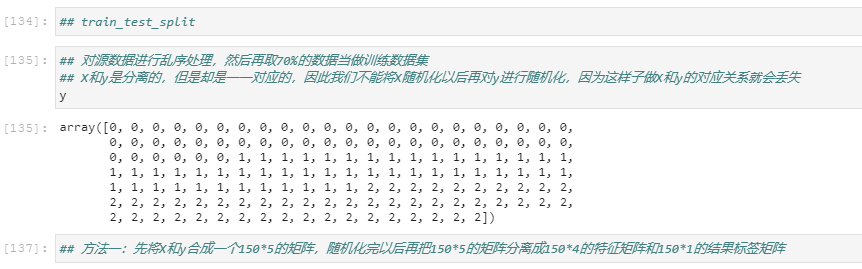 [134]: ## train_test_split
[135]: ## 对源数据进行乱序处理，然后再取70%的数据当做训练数据集
## X和y是分离的，但是却是一一对应的，因此我们不能将X随机化以后再对y进行随机化，因为这样子做X和y的对应关系就会丢失
y
[135]: array([0, 0, 0, 0, 0, 0, 0, 0, 0, 0, 0, 0, 0, 0, 0, 0, 0, 0, 0, 0, 0, 0,
0, 0, 0, 0, 0, 0, 0, 0, 0, 0, 0, 0, 0, 0, 0, 0, 0, 0, 0, 0, 0, 0,
0, 0, 0, 0, 0, 0, 1, 1, 1, 1, 1, 1, 1, 1, 1, 1, 1, 1, 1, 1, 1, 1,
1, 1, 1, 1, 1, 1, 1, 1, 1, 1, 1, 1, 1, 1, 1, 1, 1, 1, 1, 1, 1, 1,
1, 1, 1, 1, 1, 1, 1, 1, 1, 1, 1, 1, 2, 2, 2, 2, 2, 2, 2, 2, 2, 2,
2, 2, 2, 2, 2, 2, 2, 2, 2, 2, 2, 2, 2, 2, 2, 2, 2, 2, 2, 2, 2, 2,
2, 2, 2, 2, 2, 2, 2, 2, 2, 2, 2, 2, 2, 2, 2, 2, 2, 2])
[137]: ## 方法一：先将X和y合成一个150*5的矩阵，随机化完以后再把150*5的矩阵分离成150*4的特征矩阵和150*1的结果标签矩阵